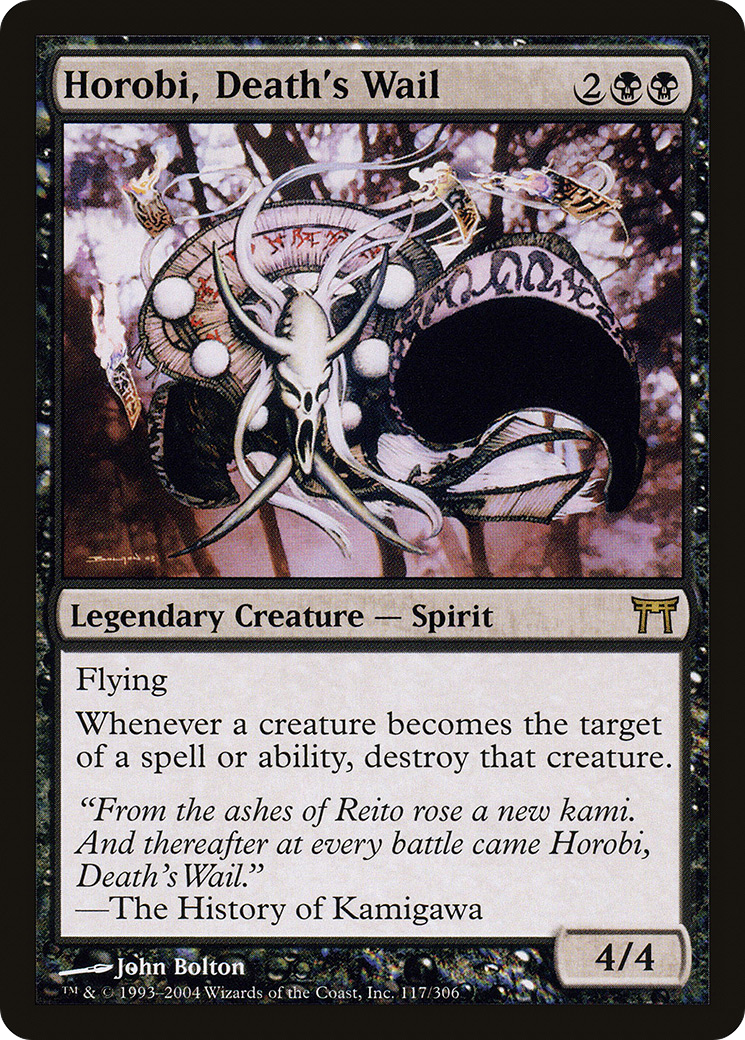 Horobi, Death's Wail 2
Legendary Creature — Spirit
Flying
Whenever a creature becomes the target
of a spell or ability, destroy that creature.
“From the ashes of Reito rose a new kami.
And thereafter at every battle came Horobi,
Death's Wail.”
—The History of Kamigawa
4/4
John Bolton
™ & © 1993–2004 Wizards of the Coast, Inc. 117/306